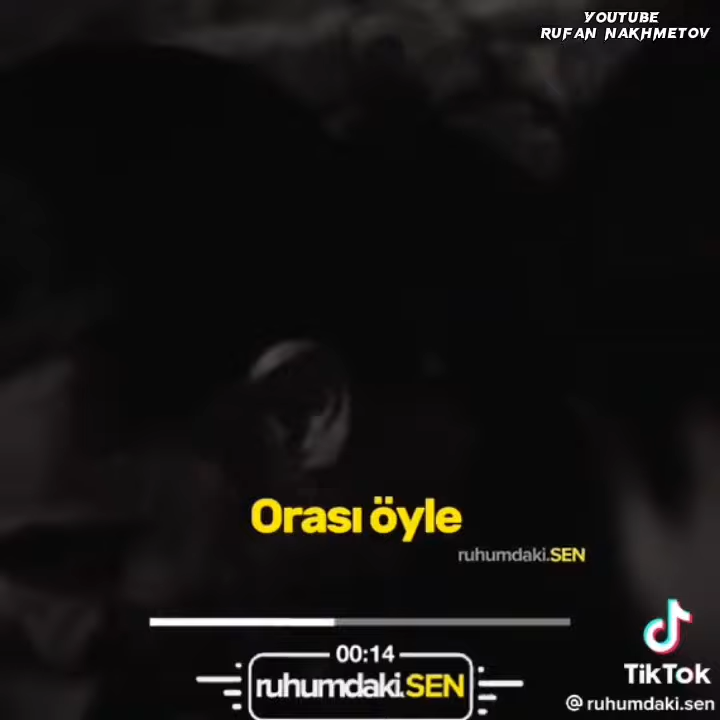 YOUTUBE
RUFAN NAKHMETOV
Orası öyle
ruhumdaki.SEN
00:14
ruhumdaki.SEN
TikTok
@ruhumdaki.sen